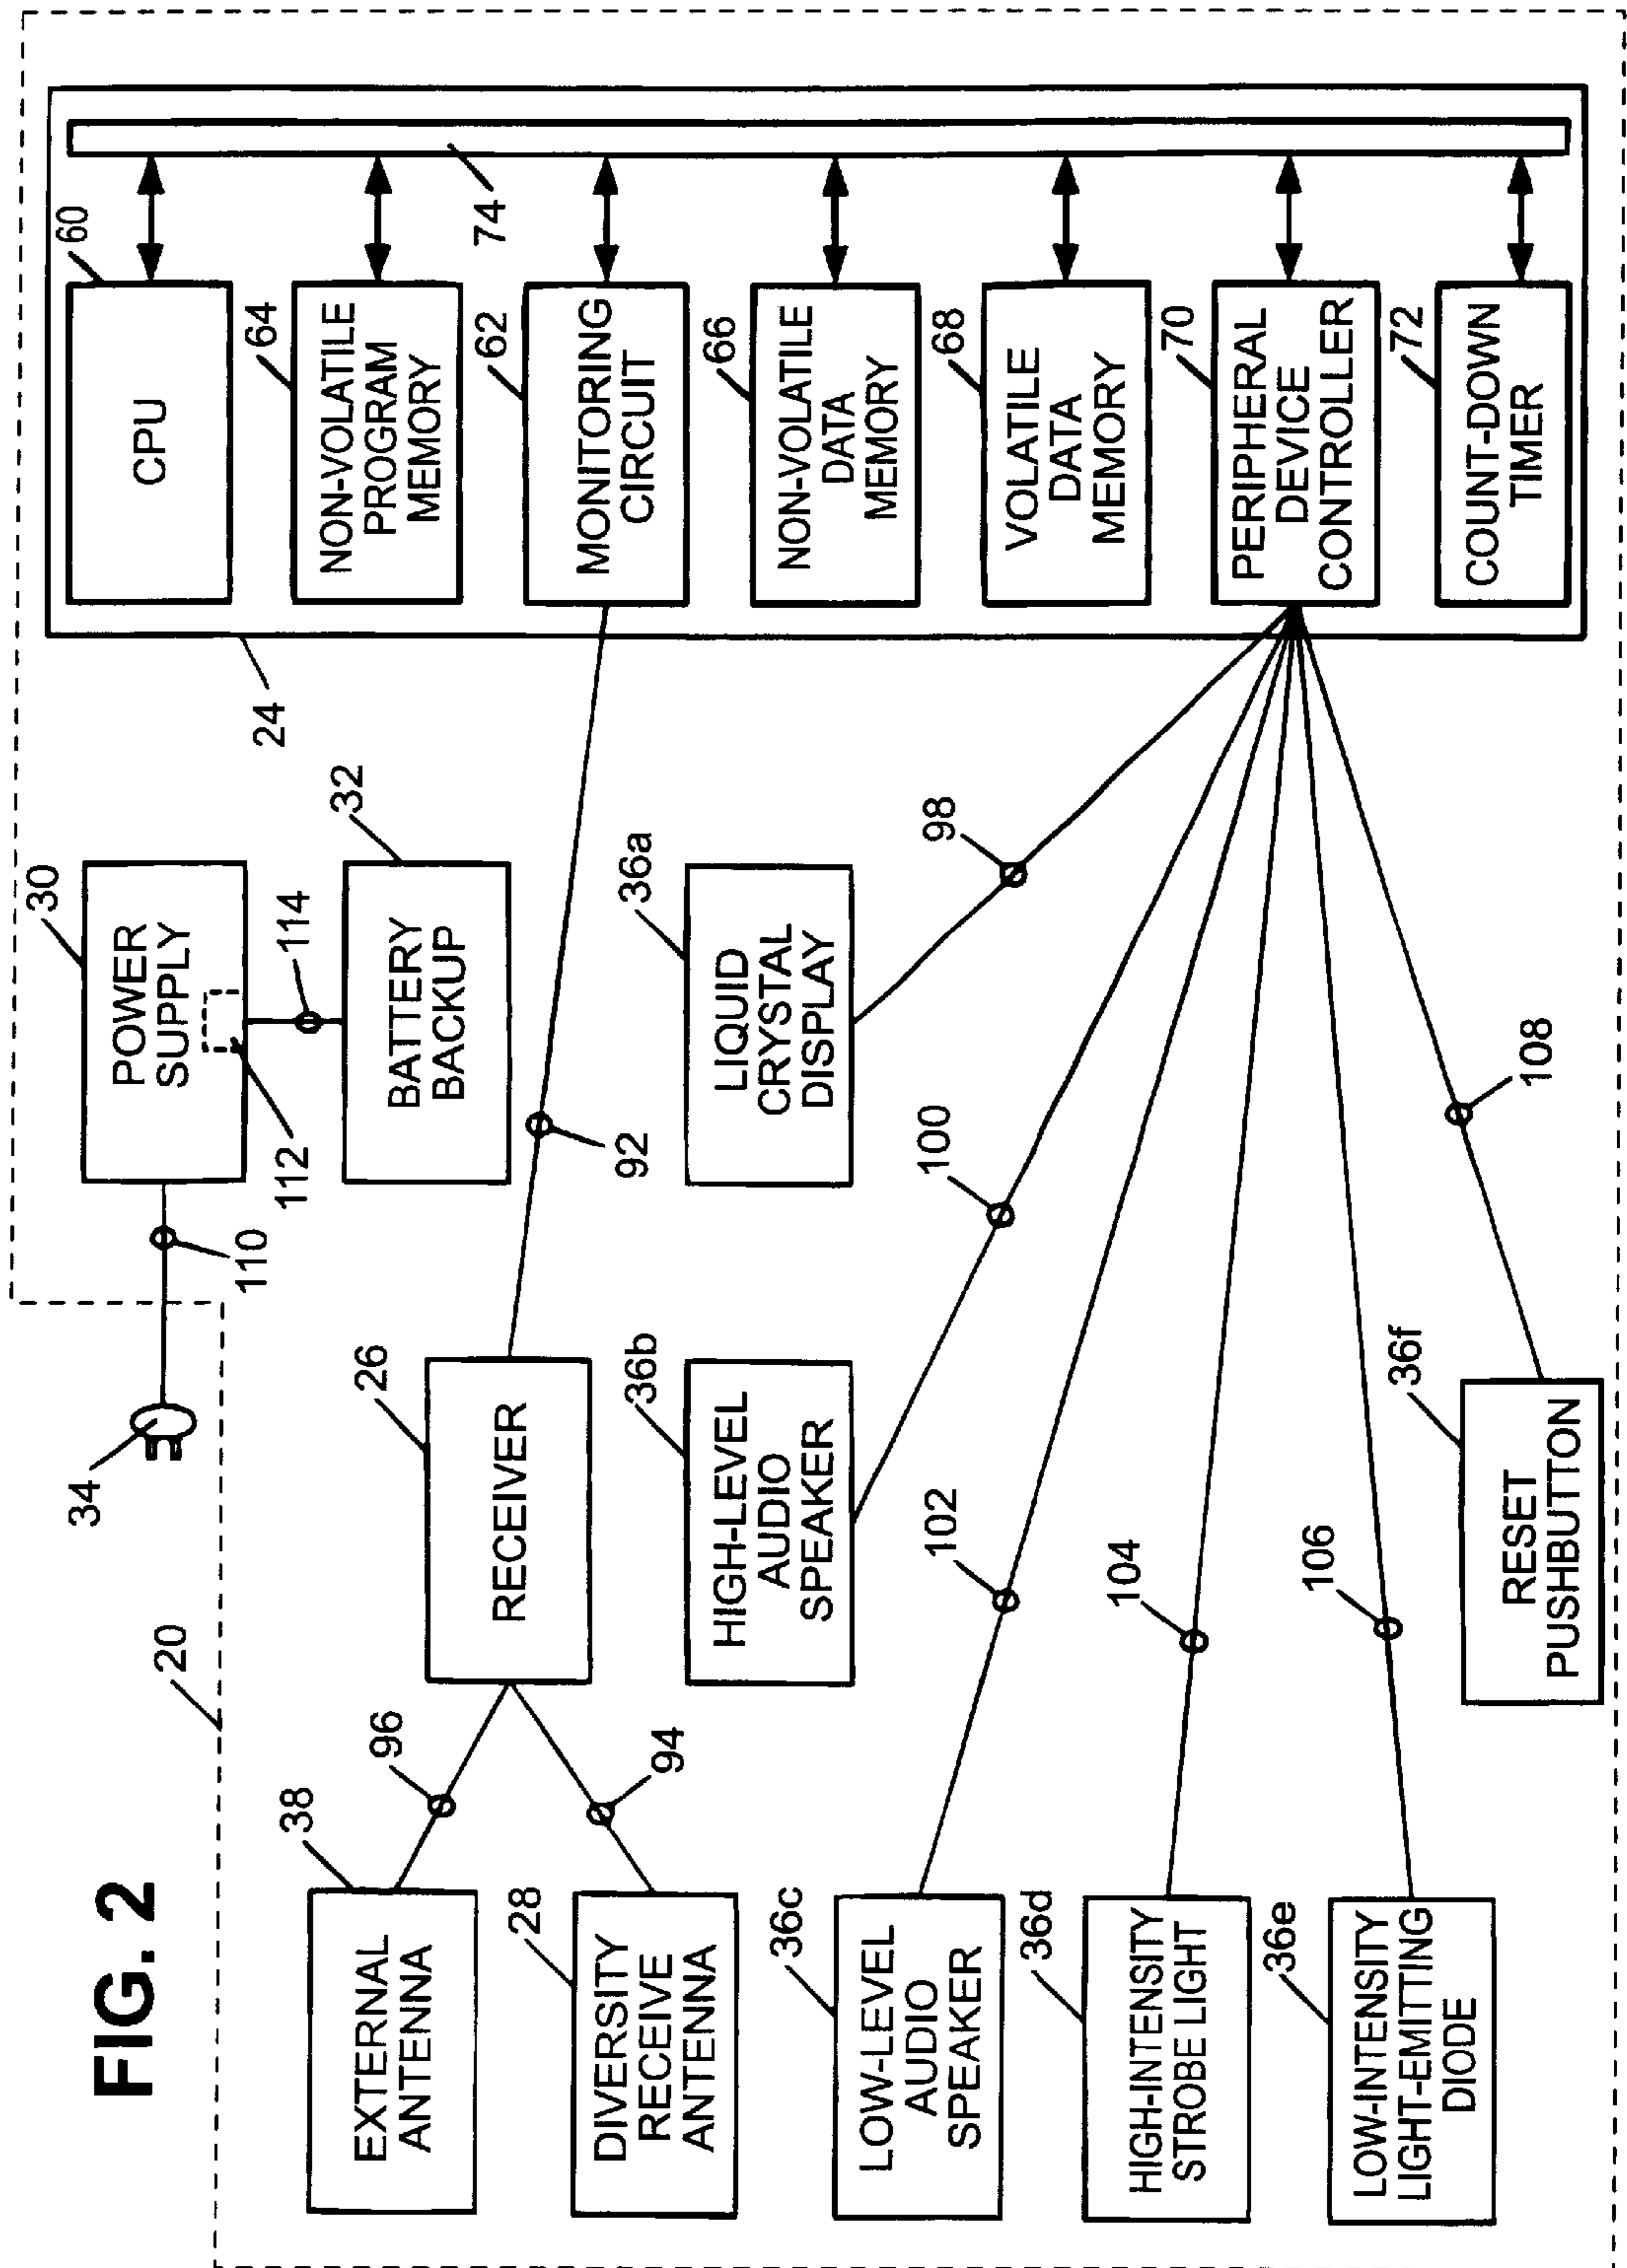 FIG. 2
20
34
110
30
POWER
SUPPLY
112
114
32
BATTERY
BACKUP
24
38
EXTERNAL
ANTENNA
96
28
DIVERSITY
RECEIVE
ANTENNA
94
26
RECEIVER
92
36a
LIQUID
CRYSTAL
DISPLAY
98
36b
HIGH-LEVEL
AUDIO
SPEAKER
100
36c
LOW-LEVEL
AUDIO
SPEAKER
102
36d
HIGH-INTENSITY
STROBE LIGHT
104
36e
LOW-INTENSITY
LIGHT-EMITTING
DIODE
106
36f
RESET
PUSHBUTTON
108
60
CPU
64
NON-VOLATILE
PROGRAM
MEMORY
62
MONITORING
CIRCUIT
66
NON-VOLATILE
DATA
MEMORY
68
VOLATILE
DATA
MEMORY
70
PERIPHERAL
DEVICE
CONTROLLER
72
COUNT-DOWN
TIMER
74